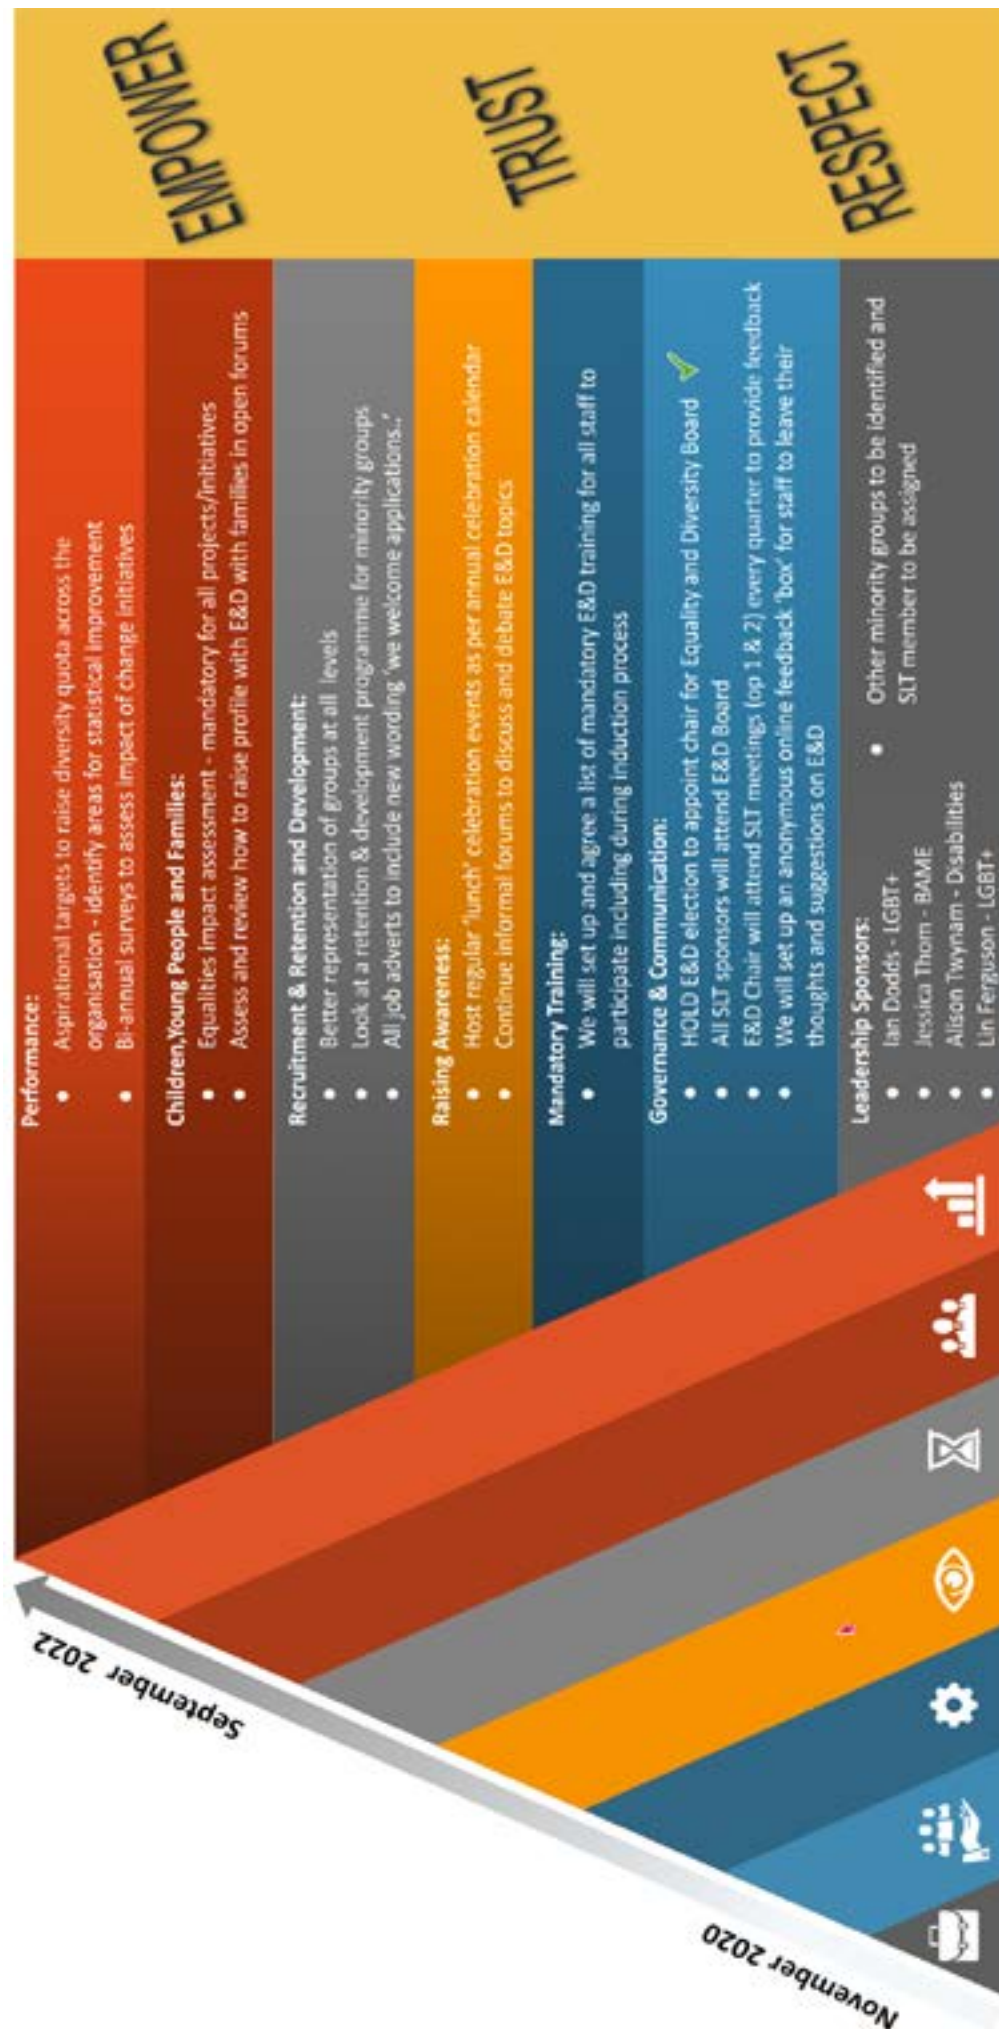 Performance:
• Aspirational targets to raise diversity quota across the
organisation - identify areas for statistical improvement
• Bi-annual surveys to assess impact of change initiatives
Children,Young People and Families:
• Equalities impact assessment - mandatory for all projects/initiatives
• Assess and review how to raise profile with E&D with families in open forums
Recruitment & Retention and Development:
• Better representation of groups at all levels
• Look at a retention & development programme for minority groups
• All job adverts to include new wording 'we welcome applications..'
Raising Awareness:
• Host regular 'lunch' celebration events as per annual celebration calendar
• Continue informal forums to discuss and debate E&D topics
Mandatory Training:
• We will set up and agree a list of mandatory E&D training for all staff to
participate including during induction process
Governance & Communication:
• HOLD E&D election to appoint chair for Equality and Diversity Board
• All SLT sponsors will attend E&D Board
• E&D Chair will attend SLT meetings (op 1 & 2) every quarter to provide feedback
• We will set up an anonymous online feedback 'box' for staff to leave their
thoughts and suggestions on E&D
Leadership Sponsors:
• Ian Dodds - LGBT+
• Jessica Thom - BAME
• Alison Twynam - Disabilities
• Lin Ferguson - LGBT+
• Other minority groups to be identified and
SLT member to be assigned
EMPOWER
TRUST
RESPECT
September 2022
November 2020